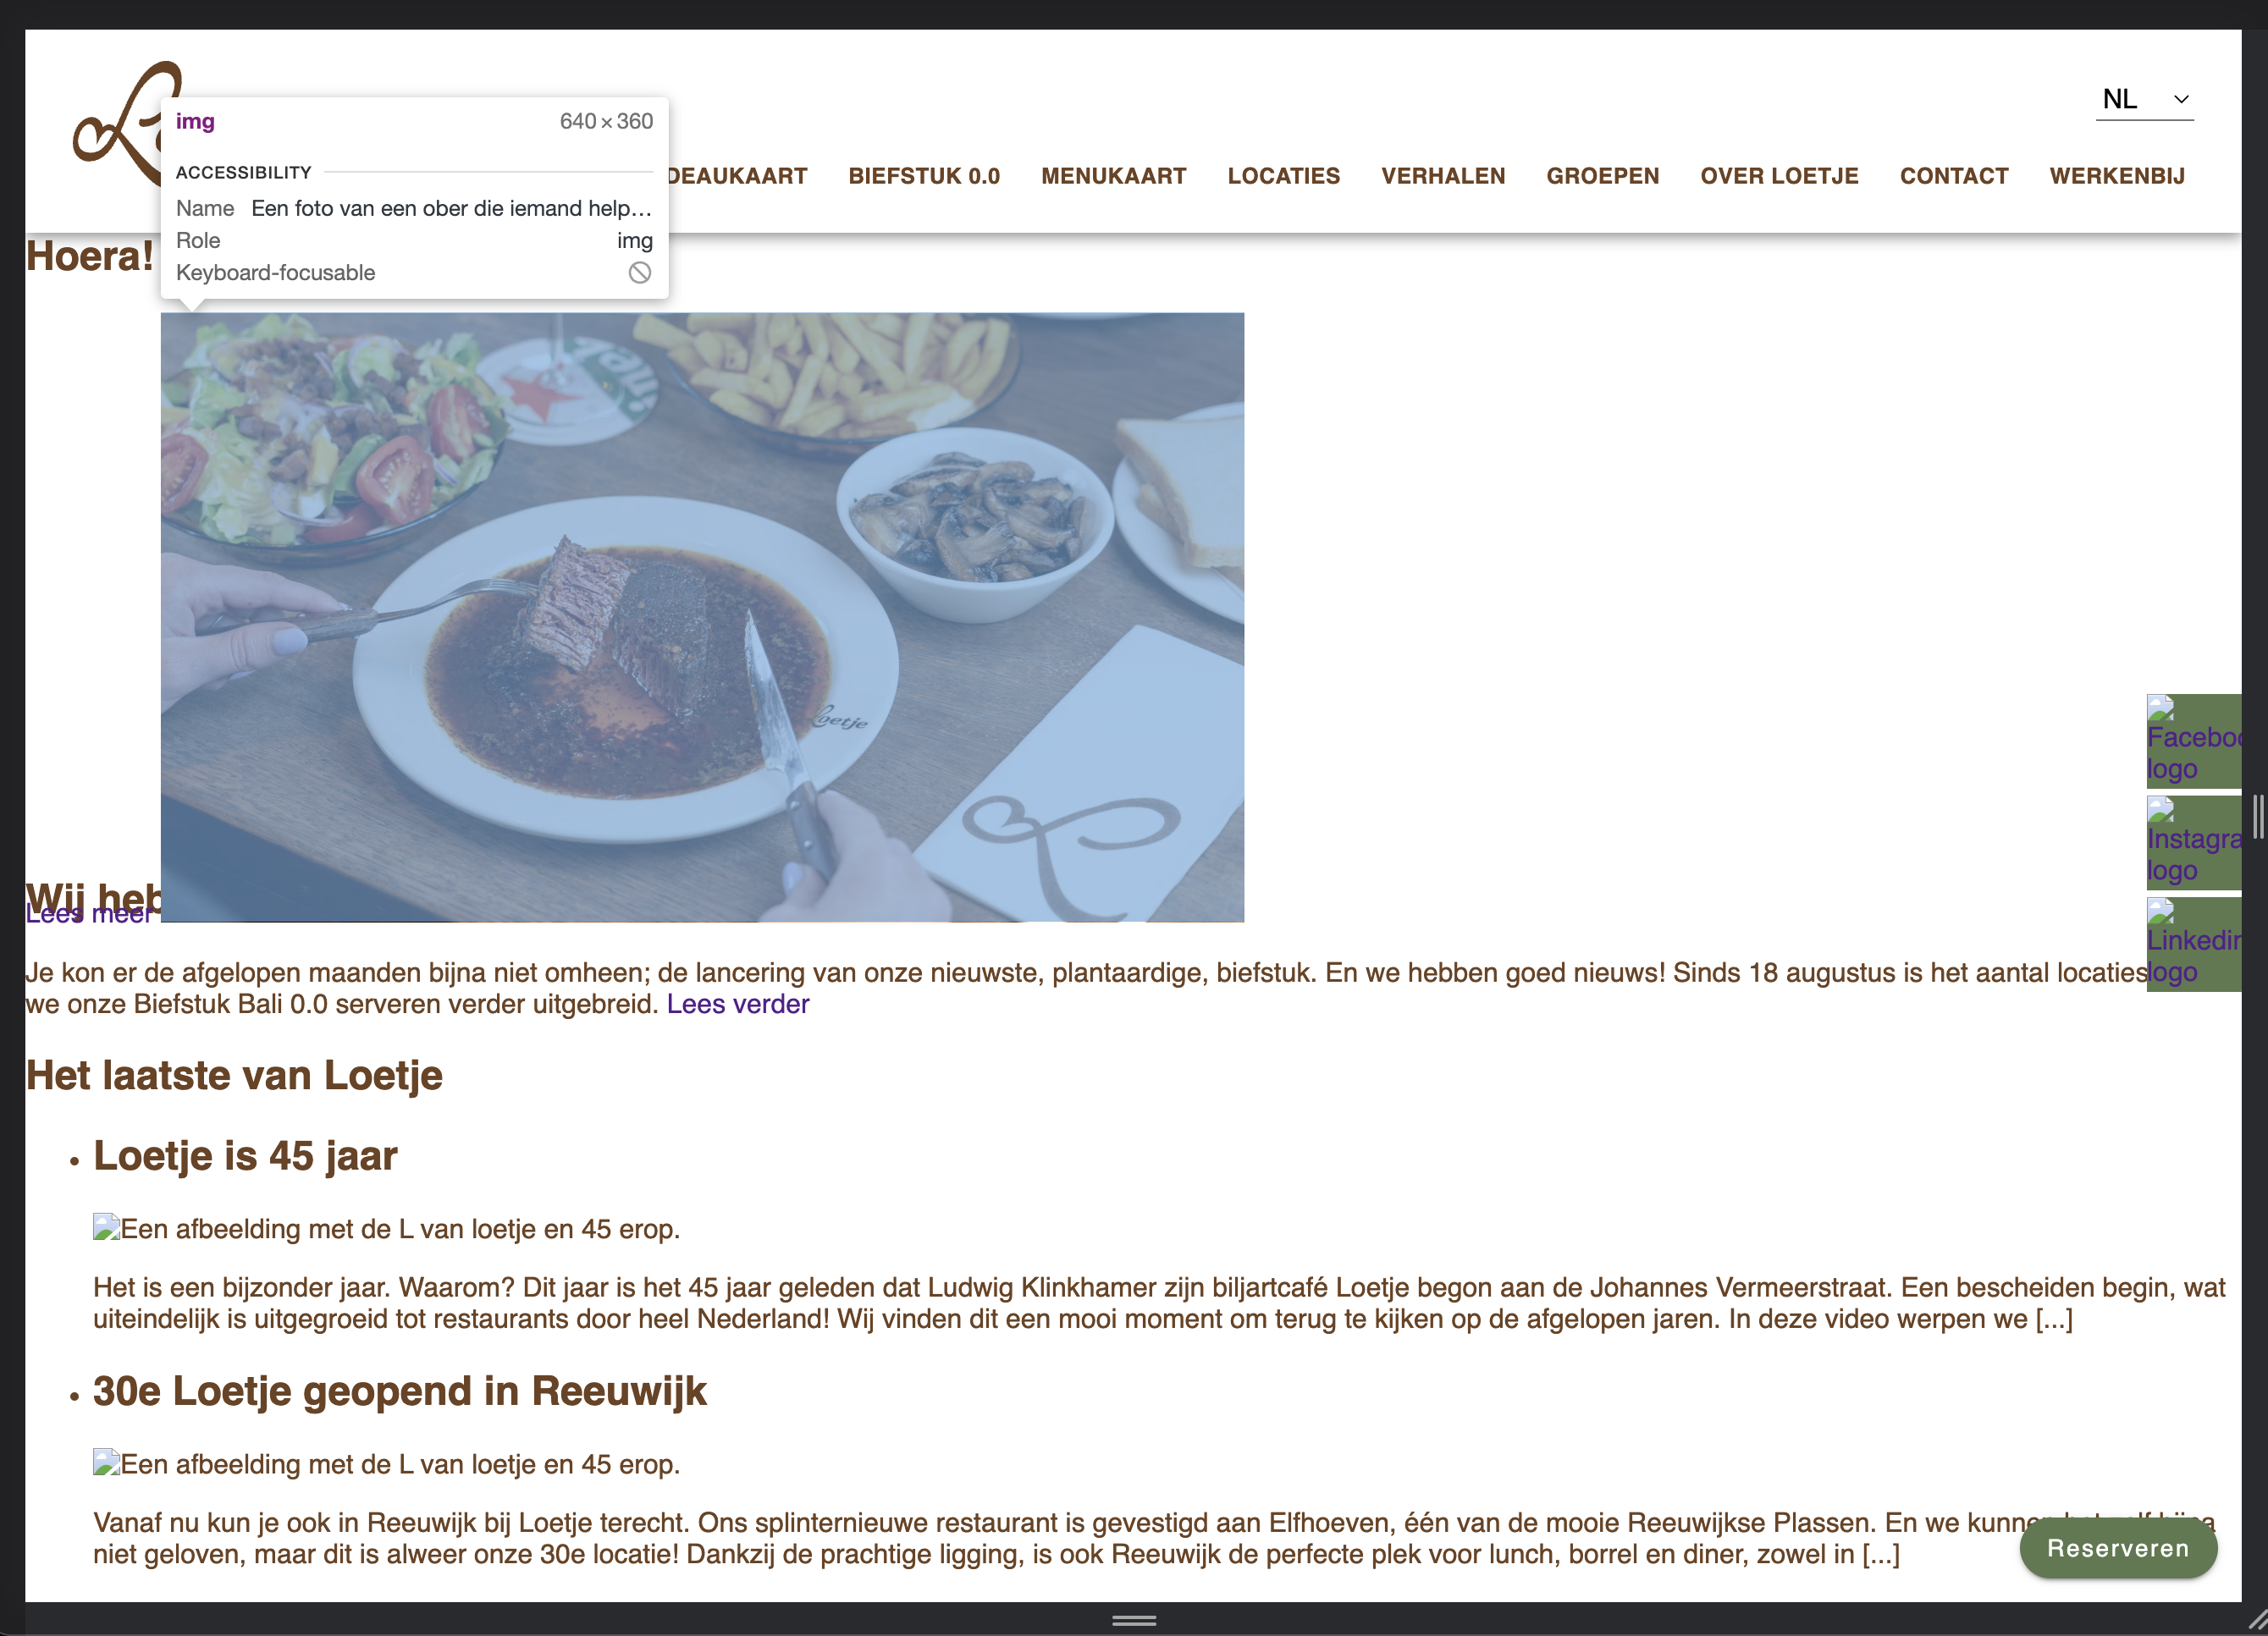 NL
img 640 × 360
ACCESSIBILITY
Name Een foto van een ober die iemand help...
Role img
Keyboard-focusable
DEAUKAART BIEFSTUK 0.0 MENUKAART LOCATIES VERHALEN GROEPEN OVER LOETJE CONTACT WERKENBIJ
Hoera!
Loetje
Facebo
logo
Instagra
logo
Linkedin
logo
Wij heb
Lees meer
Je kon er de afgelopen maanden bijna niet omheen; de lancering van onze nieuwste, plantaardige, biefstuk. En we hebben goed nieuws! Sinds 18 augustus is het aantal locaties
we onze Biefstuk Bali 0.0 serveren verder uitgebreid. Lees verder
Het laatste van Loetje
• Loetje is 45 jaar
Een afbeelding met de L van loetje en 45 erop.
Het is een bijzonder jaar. Waarom? Dit jaar is het 45 jaar geleden dat Ludwig Klinkhamer zijn biljartcafé Loetje begon aan de Johannes Vermeerstraat. Een bescheiden begin, wat
uiteindelijk is uitgegroeid tot restaurants door heel Nederland! Wij vinden dit een mooi moment om terug te kijken op de afgelopen jaren. In deze video werpen we [...]
• 30e Loetje geopend in Reeuwijk
Een afbeelding met de L van loetje en 45 erop.
Vanaf nu kun je ook in Reeuwijk bij Loetje terecht. Ons splinternieuwe restaurant is gevestigd aan Elfhoeven, één van de mooie Reeuwijkse Plassen. En we kunnen
niet geloven, maar dit is alweer onze 30e locatie! Dankzij de prachtige ligging, is ook Reeuwijk de perfecte plek voor lunch, borrel en diner, zowel in [...]
Reserveren